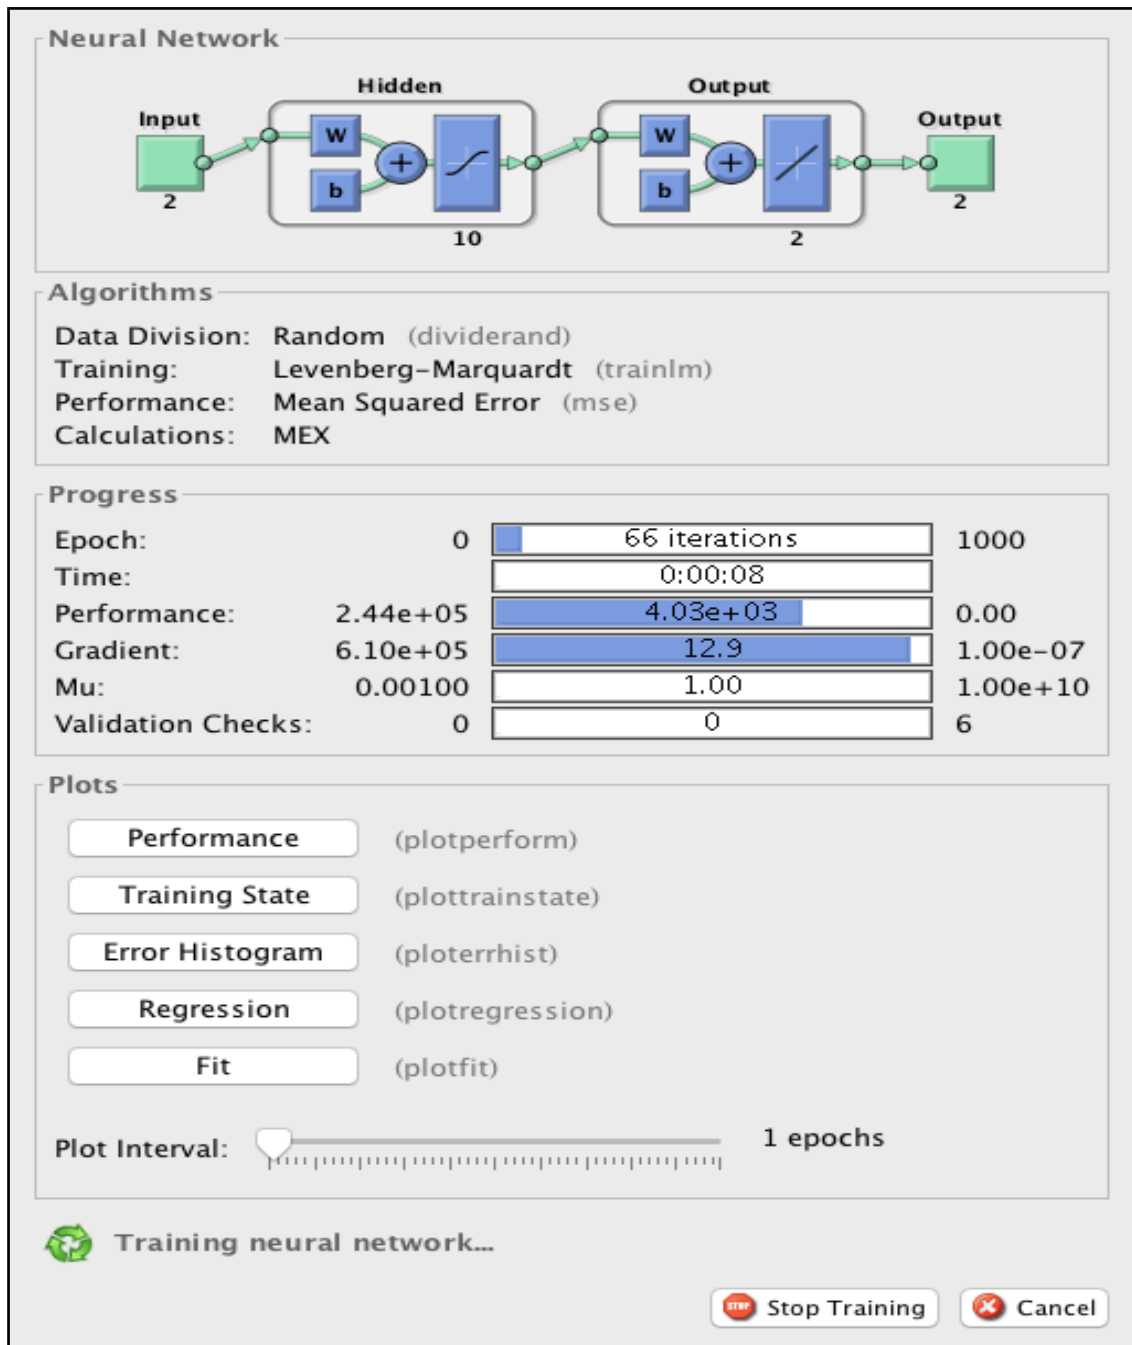 Neural Network
Hidden
Output
Input
Output
W
W
+
+
b
b
2
2
10
2
Algorithms
Data Division: Random (dividerand)
Training: Levenberg-Marquardt (trainlm)
Performance: Mean Squared Error (mse)
Calculations: MEX
Progress
Epoch: 0 66 iterations 1000
Time: 0:00:08
Performance: 2.44e+05 4.03e+03 0.00
Gradient: 6.10e+05 12.9 1.00e-07
Mu: 0.00100 1.00 1.00e+10
Validation Checks: 0 0 6
Plots
Performance (plotperform)
Training State (plottrainstate)
Error Histogram (ploterrhist)
Regression (plotregression)
Fit (plotfit)
Plot Interval: 1 epochs
Training neural network...
STOP Stop Training Cancel